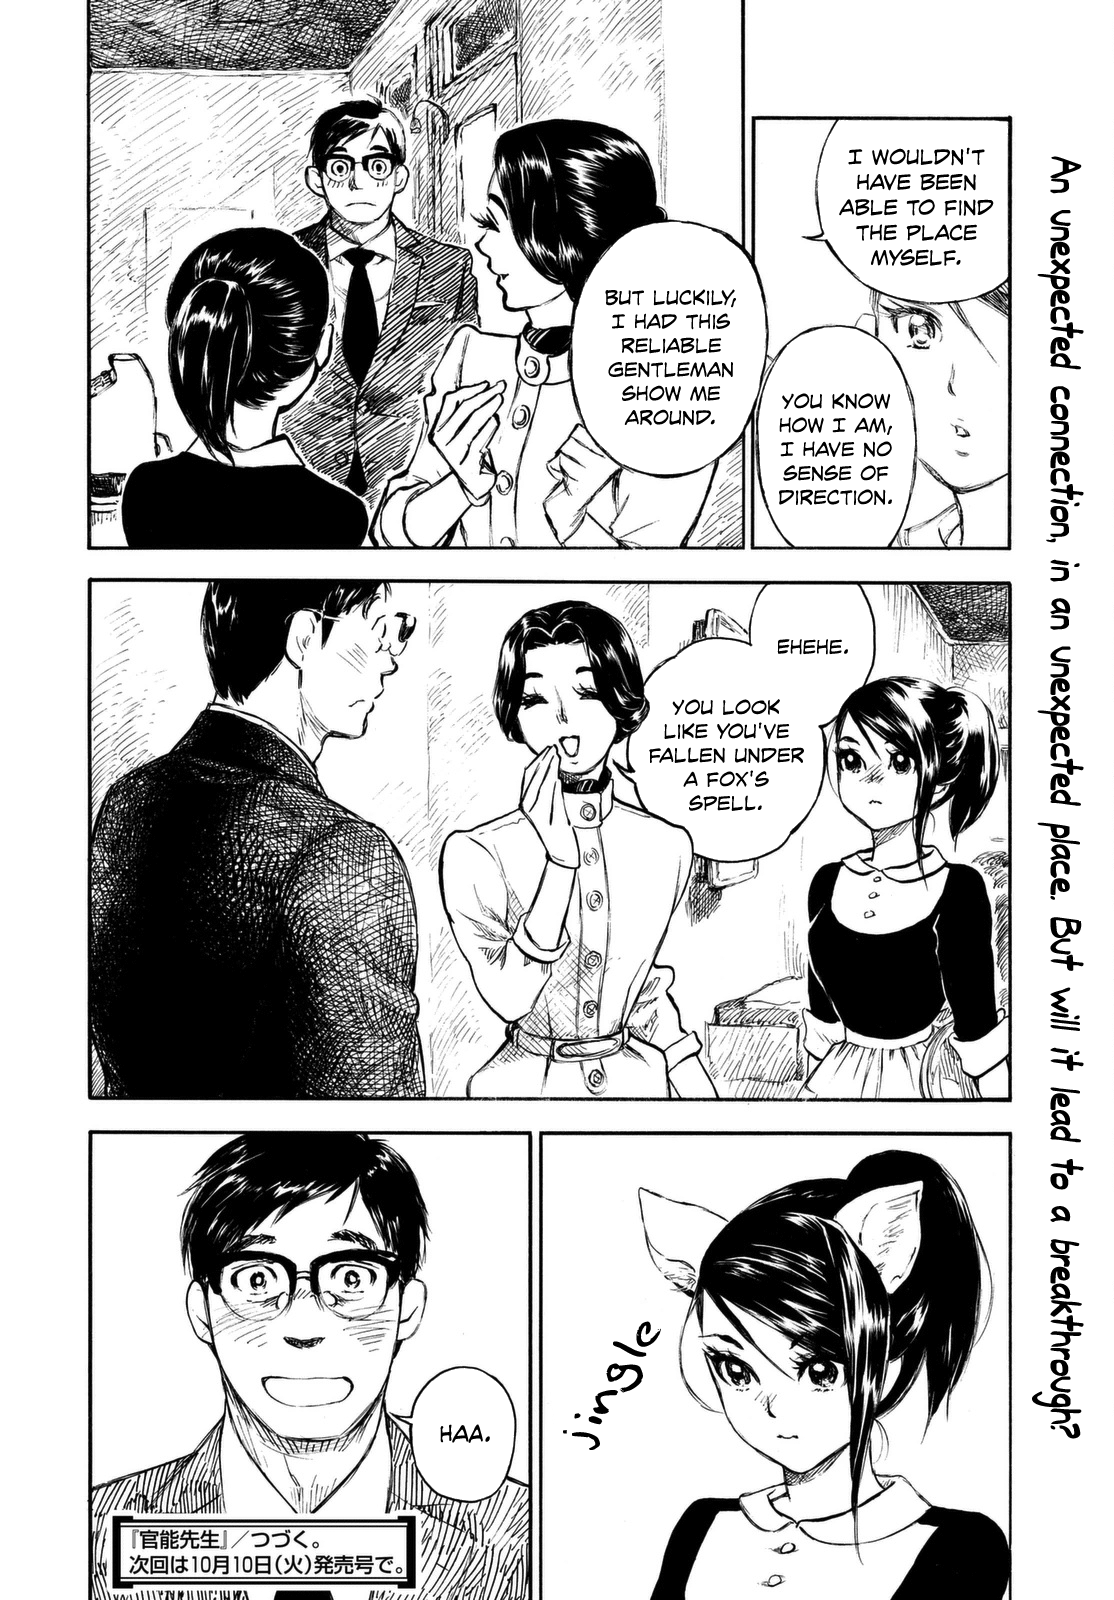 I WOULDN'T
HAVE BEEN
ABLE TO FIND
THE PLACE
MYSELF.
YOU KNOW
HOW I AM,
I HAVE NO
SENSE OF
DIRECTION.
BUT LUCKILY,
I HAD THIS
RELIABLE
GENTLEMAN
SHOW ME
AROUND.
EHEHE.
YOU LOOK
LIKE YOU'VE
FALLEN UNDER
A FOX'S
SPELL.
jingle
HAA.
『官能先生』／つづく。
次回は10月10日(火)発売号で。
An unexpected connection, in an unexpected place. But will it lead to a breakthrough?